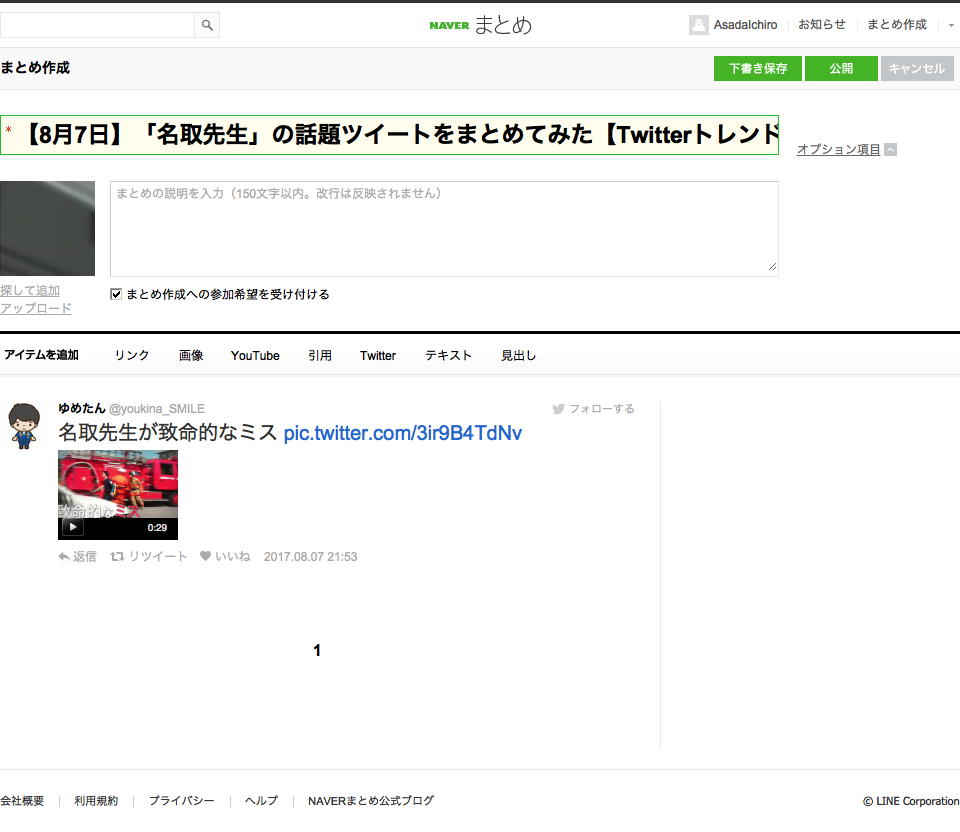 NAVER まとめ
AsadaIchiro
お知らせ
まとめ作成
まとめ作成
下書き保存
公開
キャンセル
* 【8月7日】「名取先生」の話題ツイートをまとめてみた【Twitterトレンド
オプション項目
まとめの説明を入力（150文字以内。改行は反映されません）
探して追加
アップロード
まとめ作成への参加希望を受け付ける
アイテムを追加
リンク
画像
YouTube
引用
Twitter
テキスト
見出し
ゆめたん @youkina_SMILE
フォローする
名取先生が致命的なミス pic.twitter.com/3ir9B4TdNv
致命的なミス
0:29
返信 リツイート いいね 2017.08.07 21:53
1
会社概要
利用規約
プライバシー
ヘルプ
NAVERまとめ公式ブログ
© LINE Corporation